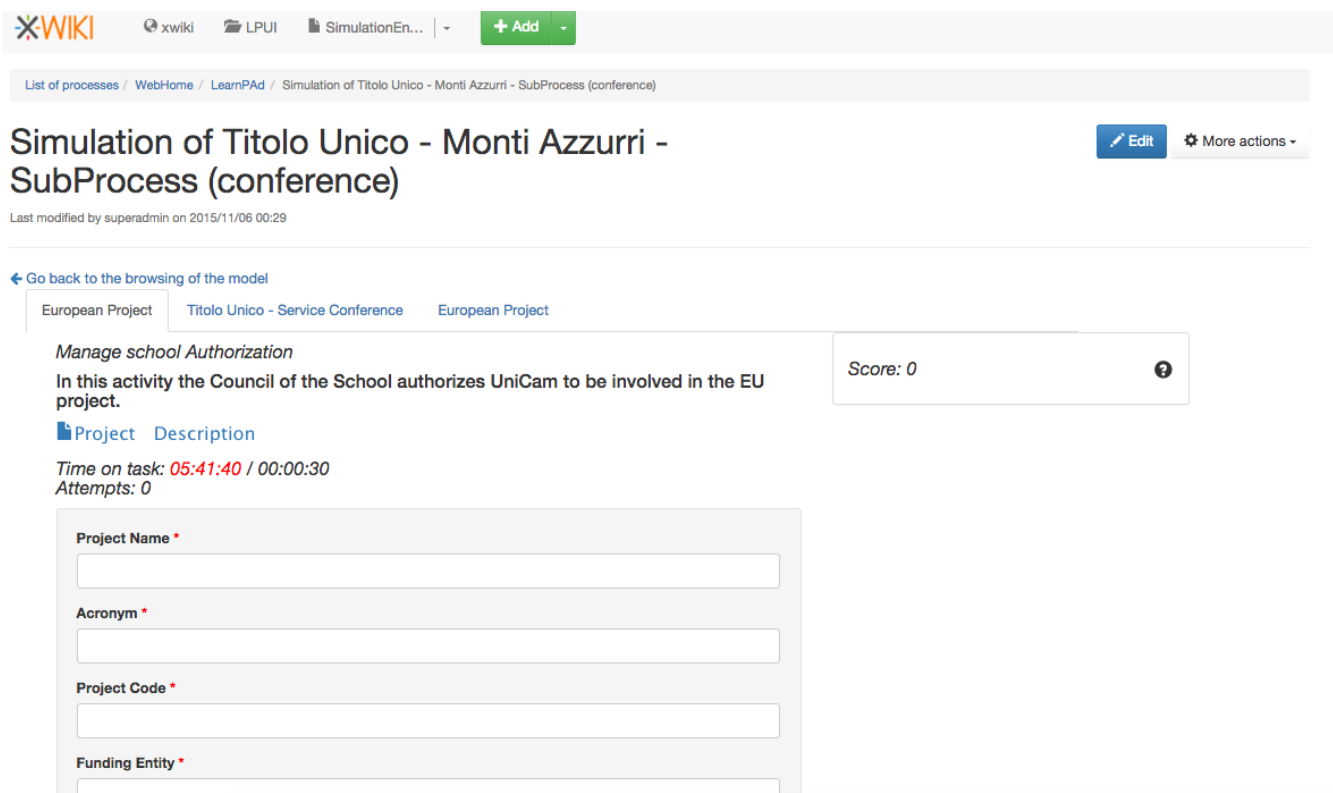 XWIKI xwiki LPUI SimulationEn... + Add
List of processes / WebHome / LearnPAd / Simulation of Titolo Unico - Monti Azzurri - SubProcess (conference)
Simulation of Titolo Unico - Monti Azzurri -
SubProcess (conference)
Edit More actions
Last modified by superadmin on 2015/11/06 00:29
Go back to the browsing of the model
European Project Titolo Unico - Service Conference European Project
Manage school Authorization
In this activity the Council of the School authorizes UniCam to be involved in the EU
project.
Score: 0 ?
Project Description
Time on task: 05:41:40 / 00:00:30
Attempts: 0
Project Name *
Acronym *
Project Code *
Funding Entity *